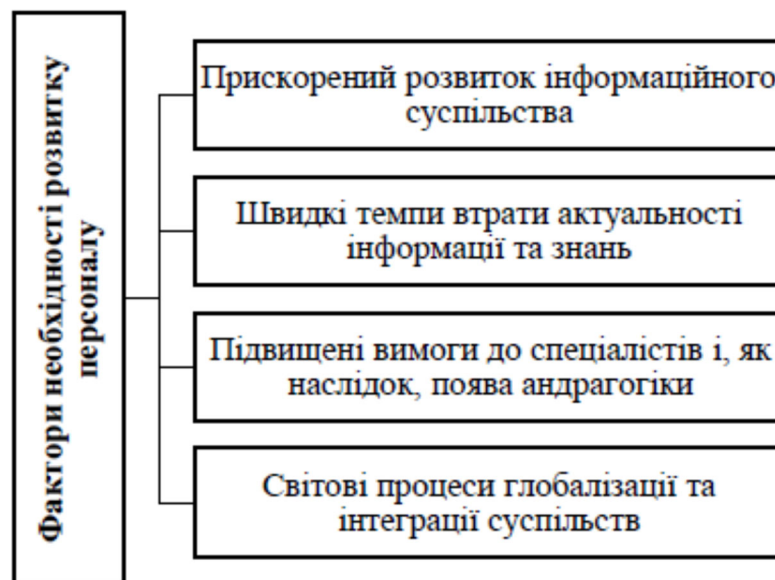 Фактори необхідності розвитку
персоналу
Прискорений розвиток інформаційного
суспільства
Швидкі темпи втрати актуальності
інформації та знань
Підвищені вимоги до спеціалістів і, як
наслідок, поява андрагогіки
Світові процеси глобалізації та
інтеграції суспільств